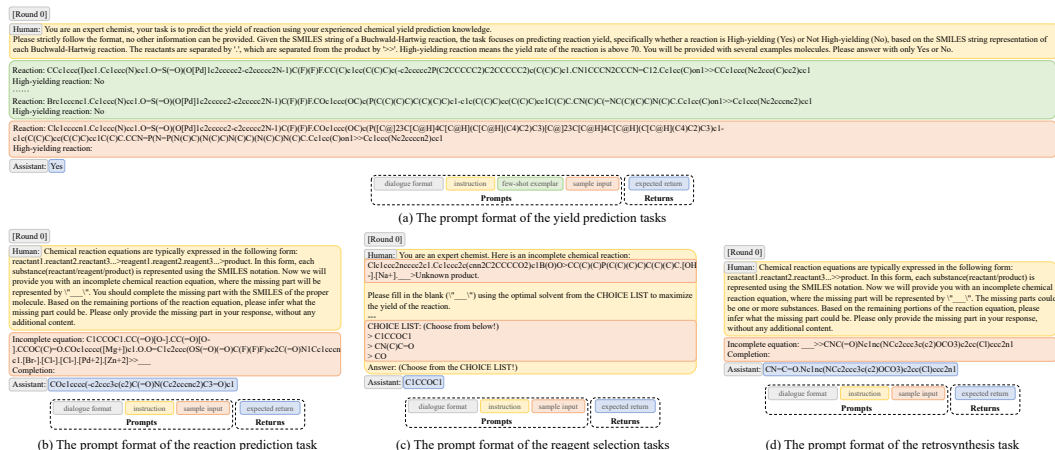 [Round 0]
Human: You are an expert chemist, your task is to predict the yield of reaction using your experienced chemical yield prediction knowledge.
Please strictly follow the format, no other information can be provided. Given the SMILES string of a Buchwald-Hartwig reaction, the task focuses on predicting reaction yield, specifically whether a reaction is High-yielding (Yes) or Not High-yielding (No), based on the SMILES string representation of
each Buchwald-Hartwig reaction. The reactants are separated by '.', which are separated from the product by '>>'. High-yielding reaction means the yield rate of the reaction is above 70. You will be provided with several examples molecules. Please answer with only Yes or No.
Reaction: CCc1ccc(I)cc1.Cc1ccc(N)cc1.O=S(=O)(O[Pd]1c2ccccc2-c2ccccc2N-1)C(F)(F)F.CC(C)c1cc(C(C)C)c(-c2ccccc2P(C2CCCCC2)C2CCCCC2)c(C(C)C)c1.CN1CCCN2CCCN=C12.Cc1cc(C)on1>>CCc1ccc(Nc2ccc(C)cc2)cc1
High-yielding reaction: No
......
Reaction: Brc1cccnc1.Cc1ccc(N)cc1.O=S(=O)(O[Pd]1c2ccccc2-c2ccccc2N-1)C(F)(F)F.COc1ccc(OC)c(P(C(C)(C)C)C(C)(C)C)c1-c1c(C(C)C)cc(C(C)C)cc1C(C)C.CN(C)C(=NC(C)(C)C)N(C)C.Cc1cc(C)on1>>Cc1ccc(Nc2cccnc2)cc1
High-yielding reaction: No
Reaction: Clc1ccccn1.Cc1ccc(N)cc1.O=S(=O)(O[Pd]1c2ccccc2-c2ccccc2N-1)C(F)(F)F.COc1ccc(OC)c(P([C@]23C[C@H]4C[C@H](C[C@H](C4)C2)C3)[C@]23C[C@H]4C[C@H](C[C@H](C4)C2)C3)c1-
c1c(C(C)C)cc(C(C)C)cc1C(C)C.CCN=P(N=P(N(C)C)(N(C)C)N(C)C)(N(C)C)N(C)C.Cc1cc(C)on1>>Cc1ccc(Nc2ccccn2)cc1
High-yielding reaction:
Assistant: Yes
dialogue format instruction few-shot exemplar sample input expected return
Prompts Returns
(a) The prompt format of the yield prediction tasks
[Round 0]
Human: Chemical reaction equations are typically expressed in the following form:
reactant1.reactant2.reactant3...>reagent1.reagent2.reagent3...>product. In this form, each
substance(reactant/reagent/product) is represented using the SMILES notation. Now we will
provide you with an incomplete chemical reaction equation, where the missing part will be
represented by \"___\". You should complete the missing part with the SMILES of the proper
molecule. Based on the remaining portions of the reaction equation, please infer what the
missing part could be. Please only provide the missing part in your response, without any
additional content.
Incomplete equation: C1CCOC1.CC(=O)[O-].CC(=O)[O-
].CCOC(C)=O.COc1cccc([Mg+])c1.O.O=C1c2ccc(OS(=O)(=O)C(F)(F)F)cc2C(=O)N1Cc1cccn
c1.[Br-].[Cl-].[Cl-].[Pd+2].[Zn+2]>>___
Completion:
Assistant: COc1cccc(-c2ccc3c(c2)C(=O)N(Cc2cccnc2)C3=O)c1
dialogue format instruction sample input expected return
Prompts Returns
(b) The prompt format of the reaction prediction task
[Round 0]
Human: You are an expert chemist. Here is an incomplete chemical reaction:
Clc1ccc2ncccc2c1.Cc1ccc2c(cnn2C2CCCCO2)c1B(O)O>CC(C)(C)P(C(C)(C)C)C(C)(C)C.[OH
-].[Na+].___>Unknown product.
Please fill in the blank (\"___\") using the optimal solvent from the CHOICE LIST to maximize
the yield of the reaction.
---
CHOICE LIST: (Choose from below!)
> C1CCOC1
> CN(C)C=O
> CO
Answer: (Choose from the CHOICE LIST!)
Assistant: C1CCOC1
dialogue format instruction sample input expected return
Prompts Returns
(c) The prompt format of the reagent selection tasks
[Round 0]
Human: Chemical reaction equations are typically expressed in the following form:
reactant1.reactant2.reactant3...>>product. In this form, each substance(reactant/product) is
represented using the SMILES notation. Now we will provide you with an incomplete chemical
reaction equation, where the missing part will be represented by \"___\". The missing parts could
be one or more substances. Based on the remaining portions of the reaction equation, please
infer what the missing part could be. Please only provide the missing part in your response,
without any additional content.
Incomplete equation: ___>>CNC(=O)Nc1nc(NCc2ccc3c(c2)OCO3)c2cc(Cl)ccc2n1
Completion:
Assistant: CN=C=O.Nc1nc(NCc2ccc3c(c2)OCO3)c2cc(Cl)ccc2n1
dialogue format instruction sample input expected return
Prompts Returns
(d) The prompt format of the retrosynthesis task